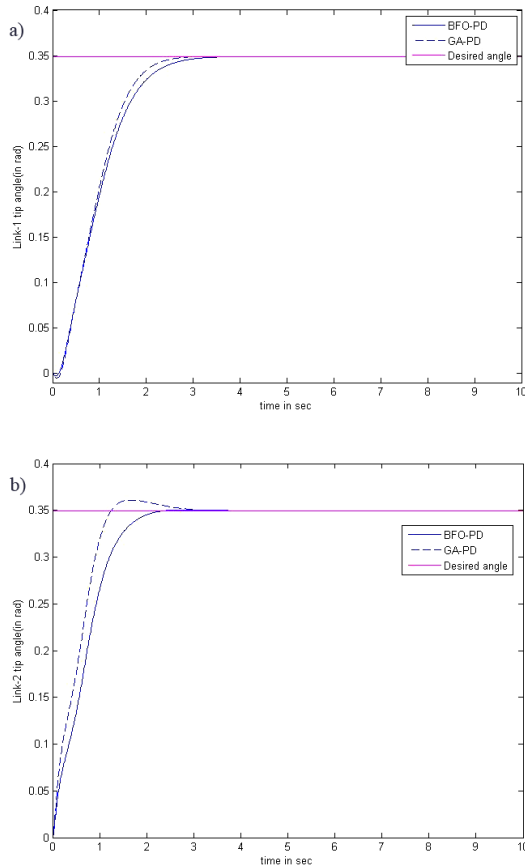 a)
0.4
0.35
0.3
0.25
0.2
0.15
0.1
0.05
0
Link-1 tip angle(in rad)
BFO-PD
GA-PD
Desired angle
0 1 2 3 4 5 6 7 8 9 10
time in sec
b)
0.4
0.35
0.3
0.25
0.2
0.15
0.1
0.05
0
Link-2 tip angle(in rad)
BFO-PD
GA-PD
Desired angle
0 1 2 3 4 5 6 7 8 9 10
time in sec